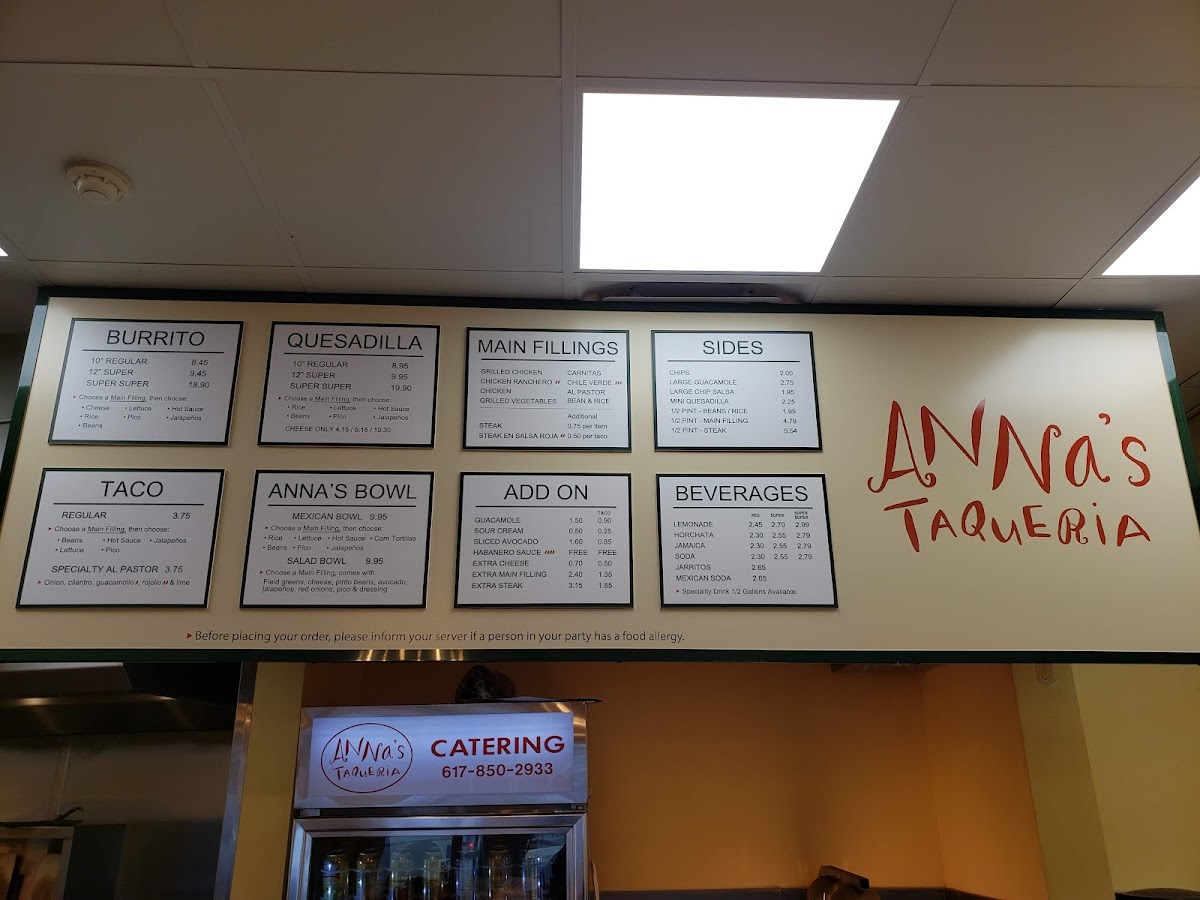 BURRITO
10" REGULAR 8.45
12" SUPER 9.45
SUPER SUPER 18.90
Choose a Main Filling, then choose:
• Cheese • Lettuce • Hot Sauce
• Rice • Pico • Jalapeños
• Beans
QUESADILLA
10" REGULAR 8.95
12" SUPER 9.95
SUPER SUPER 19.90
Choose a Main Filling, then choose:
• Rice • Lettuce • Hot Sauce
• Beans • Pico • Jalapeños
CHEESE ONLY 4.15 / 5.15 / 10.30
MAIN FILLINGS
GRILLED CHICKEN CARNITAS
CHICKEN RANCHERO CHILE VERDE
CHICKEN AL PASTOR
GRILLED VEGETABLES BEAN & RICE
Additional
STEAK 0.75 per item
STEAK EN SALSA ROJA 0.50 per taco
SIDES
CHIPS 2.00
LARGE GUACAMOLE 2.75
LARGE CHIP SALSA 1.95
MINI QUESADILLA 2.25
1/2 PINT - BEANS / RICE 1.99
1/2 PINT - MAIN FILLING 4.79
1/2 PINT - STEAK 5.54
ANNA'S
TAQUERIA
TACO
REGULAR 3.75
Choose a Main Filling, then choose:
• Beans • Hot Sauce • Jalapeños
• Lettuce • Pico
SPECIALTY AL PASTOR 3.75
Onion, cilantro, guacamolio, rojolio & lime
ANNA'S BOWL
MEXICAN BOWL 9.95
Choose a Main Filling, then choose:
• Rice • Lettuce • Hot Sauce • Corn Tortillas
• Beans • Pico • Jalapeños
SALAD BOWL 9.95
Choose a Main Filling, comes with:
Field greens, cheese, pinto beans, avocado,
jalapeños, red onions, pico & dressing
ADD ON
TACO
GUACAMOLE 1.50 0.90
SOUR CREAM 0.50 0.25
SLICED AVOCADO 1.60 0.85
HABANERO SAUCE FREE FREE
EXTRA CHEESE 0.70 0.50
EXTRA MAIN FILLING 2.40 1.35
EXTRA STEAK 3.15 1.85
BEVERAGES
REG SUPER SUPER SUPER
LEMONADE 2.45 2.70 2.99
HORCHATA 2.30 2.55 2.79
JAMAICA 2.30 2.55 2.79
SODA 2.30 2.55 2.79
JARRITOS 2.65
MEXICAN SODA 2.65
Specialty Drink 1/2 Gallons Available.
Before placing your order, please inform your server if a person in your party has a food allergy.
ANNA'S
TAQUERIA
CATERING
617-850-2933